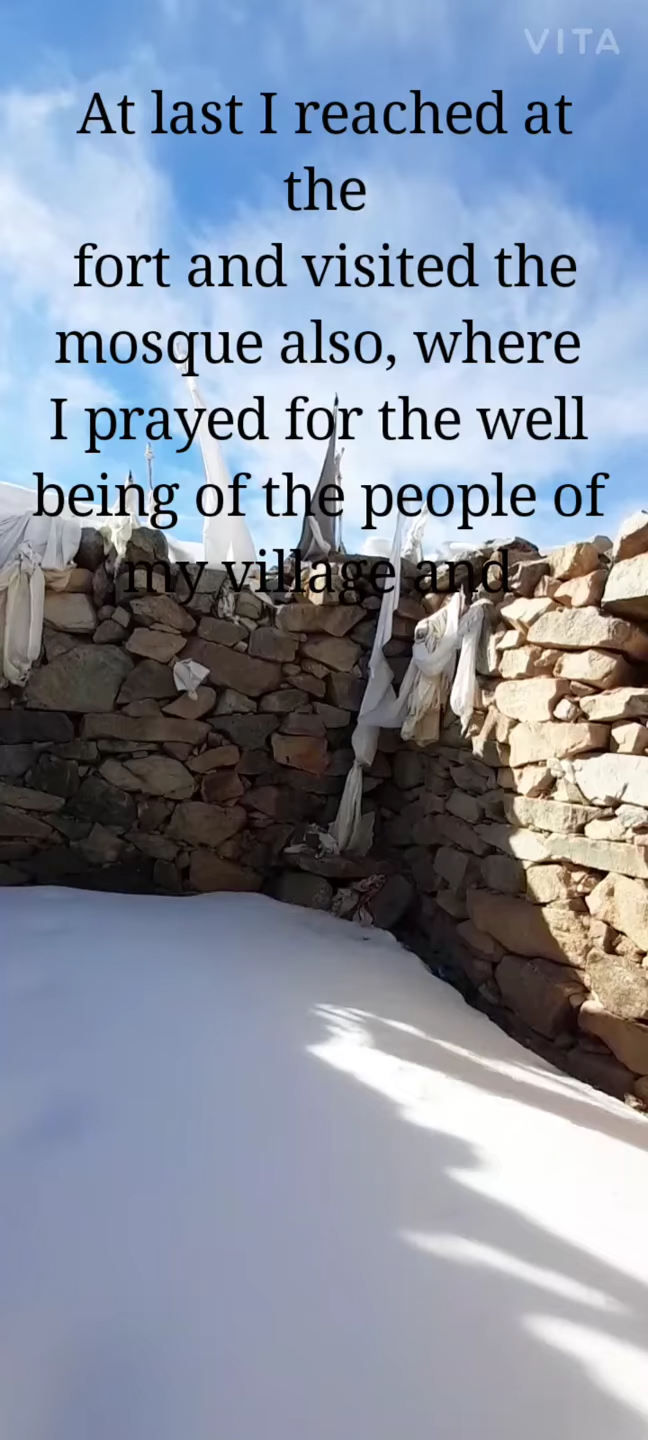 VITA
At last I reached at
the
fort and visited the
mosque also, where
I prayed for the well
being of the people of
my village and